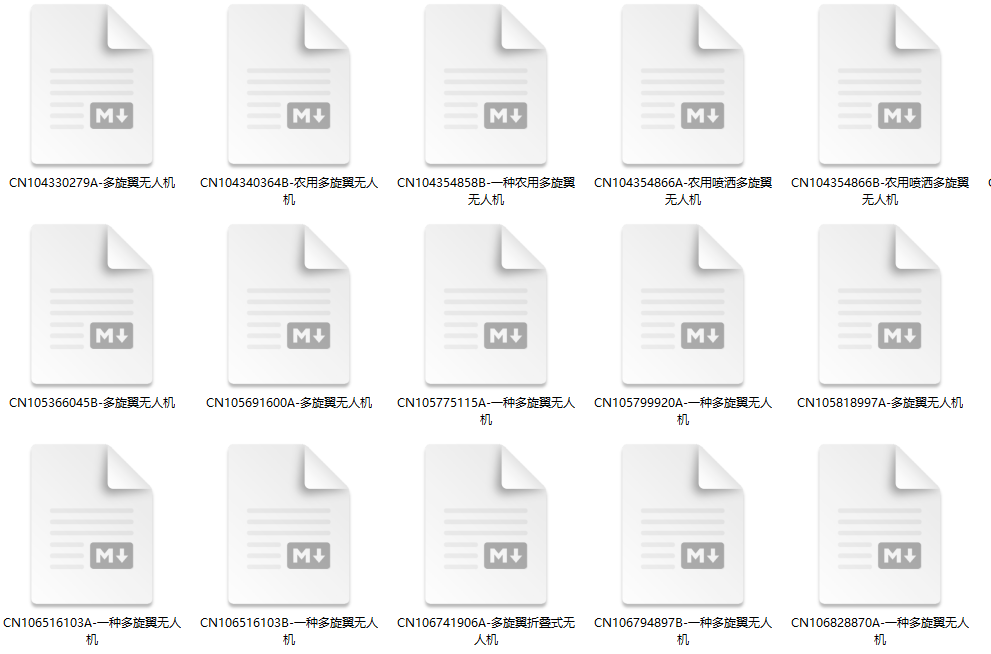 M↓ M↓ M↓ M↓ M↓
CN104330279A-多旋翼无人机
CN104340364B-农用多旋翼无人
机
CN104354858B-一种农用多旋翼
无人机
CN104354866A-农用喷洒多旋翼
无人机
CN104354866B-农用喷洒多旋翼
无人机
M↓ M↓ M↓ M↓ M↓
CN105366045B-多旋翼无人机
CN105691600A-多旋翼无人机
CN105775115A-一种多旋翼无人
机
CN105799920A-一种多旋翼无人
机
CN105818997A-多旋翼无人机
M↓ M↓ M↓ M↓ M↓
CN106516103A-一种多旋翼无人
机
CN106516103B-一种多旋翼无人
机
CN106741906A-多旋翼折叠式无
人机
CN106794897B-一种多旋翼无人
机
CN106828870A-一种多旋翼无人
机